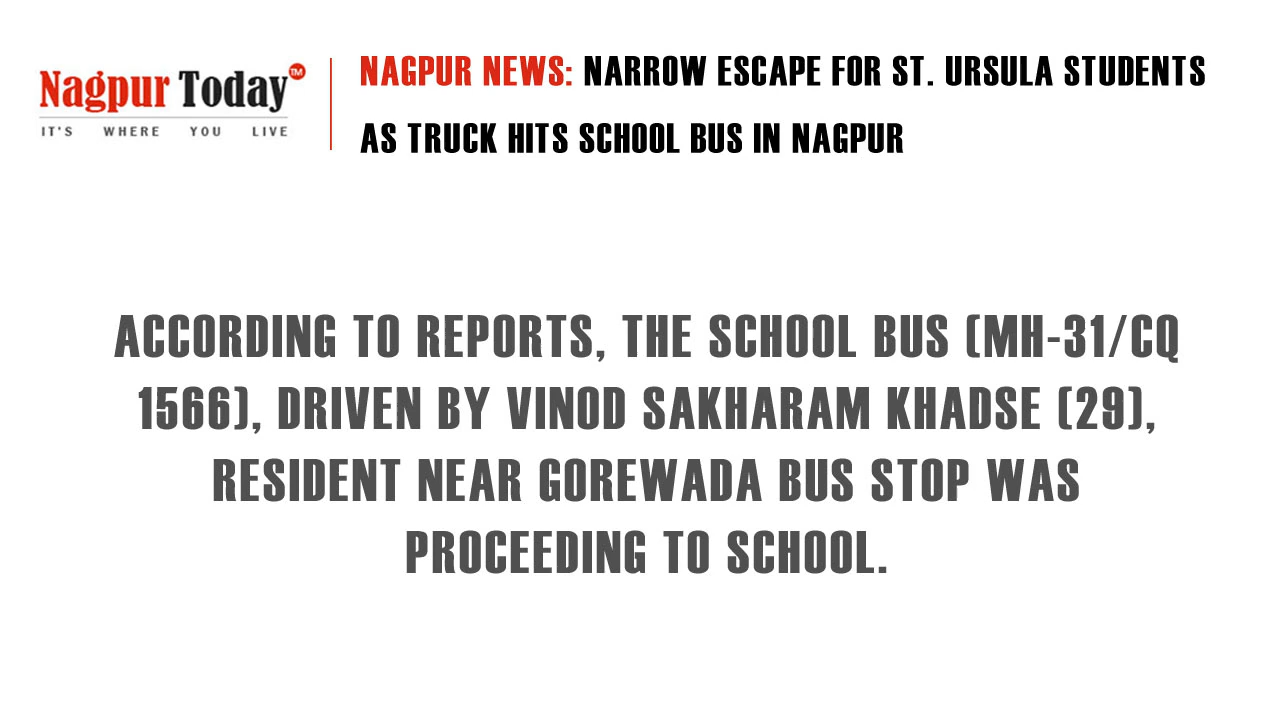 Nagpur Today TM
IT'S WHERE YOU LIVE
NAGPUR NEWS: NARROW ESCAPE FOR ST. URSULA STUDENTS
AS TRUCK HITS SCHOOL BUS IN NAGPUR
ACCORDING TO REPORTS, THE SCHOOL BUS (MH-31/CQ
1566), DRIVEN BY VINOD SAKHARAM KHADSE (29),
RESIDENT NEAR GOREWADA BUS STOP WAS
PROCEEDING TO SCHOOL.